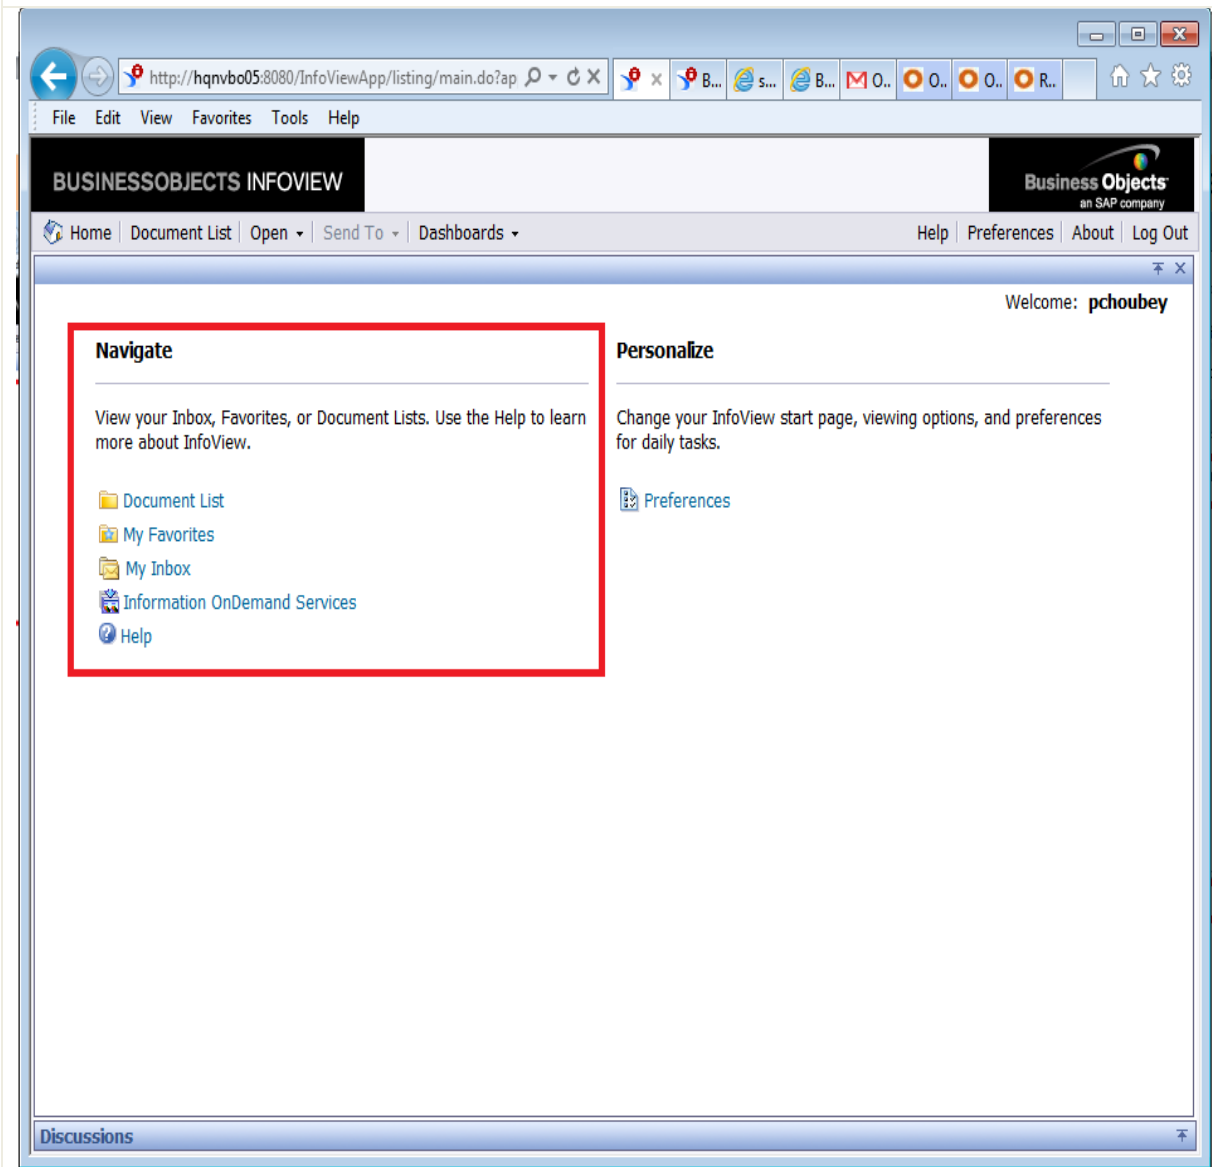 http://hqnvbo05:8080/InfoViewApp/listing/main.do?ap
B... s... B... O.. O.. O.. R..
File Edit View Favorites Tools Help
BUSINESSOBJECTS INFOVIEW
Business Objects
an SAP company
Home Document List Open Send To Dashboards Help Preferences About Log Out
Welcome: pchoubey
Navigate
View your Inbox, Favorites, or Document Lists. Use the Help to learn
more about InfoView.
Document List
My Favorites
My Inbox
Information OnDemand Services
Help
Personalize
Change your InfoView start page, viewing options, and preferences
for daily tasks.
Preferences
Discussions